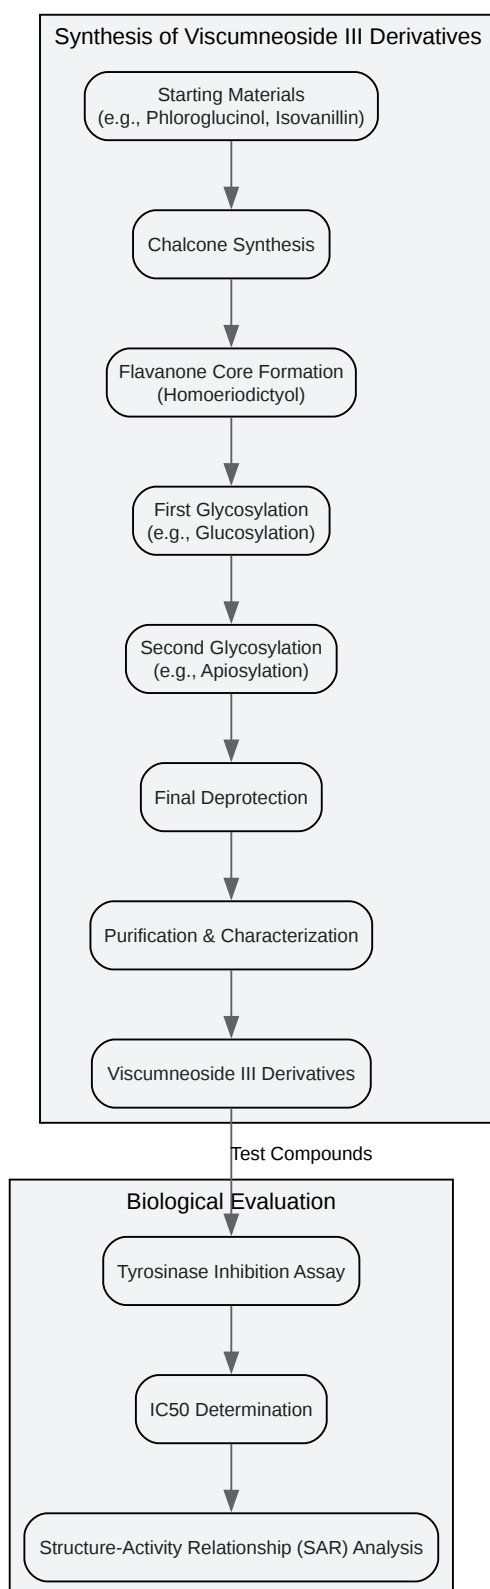 Synthesis of Viscumneoside III Derivatives
Starting Materials
(e.g., Phloroglucinol, Isovanillin)
Chalcone Synthesis
Flavanone Core Formation
(Homoeriodictyol)
First Glycosylation
(e.g., Glucosylation)
Second Glycosylation
(e.g., Apiosylation)
Final Deprotection
Purification & Characterization
Viscumneoside III Derivatives
Test Compounds
Biological Evaluation
Tyrosinase Inhibition Assay
IC50 Determination
Structure-Activity Relationship (SAR) Analysis